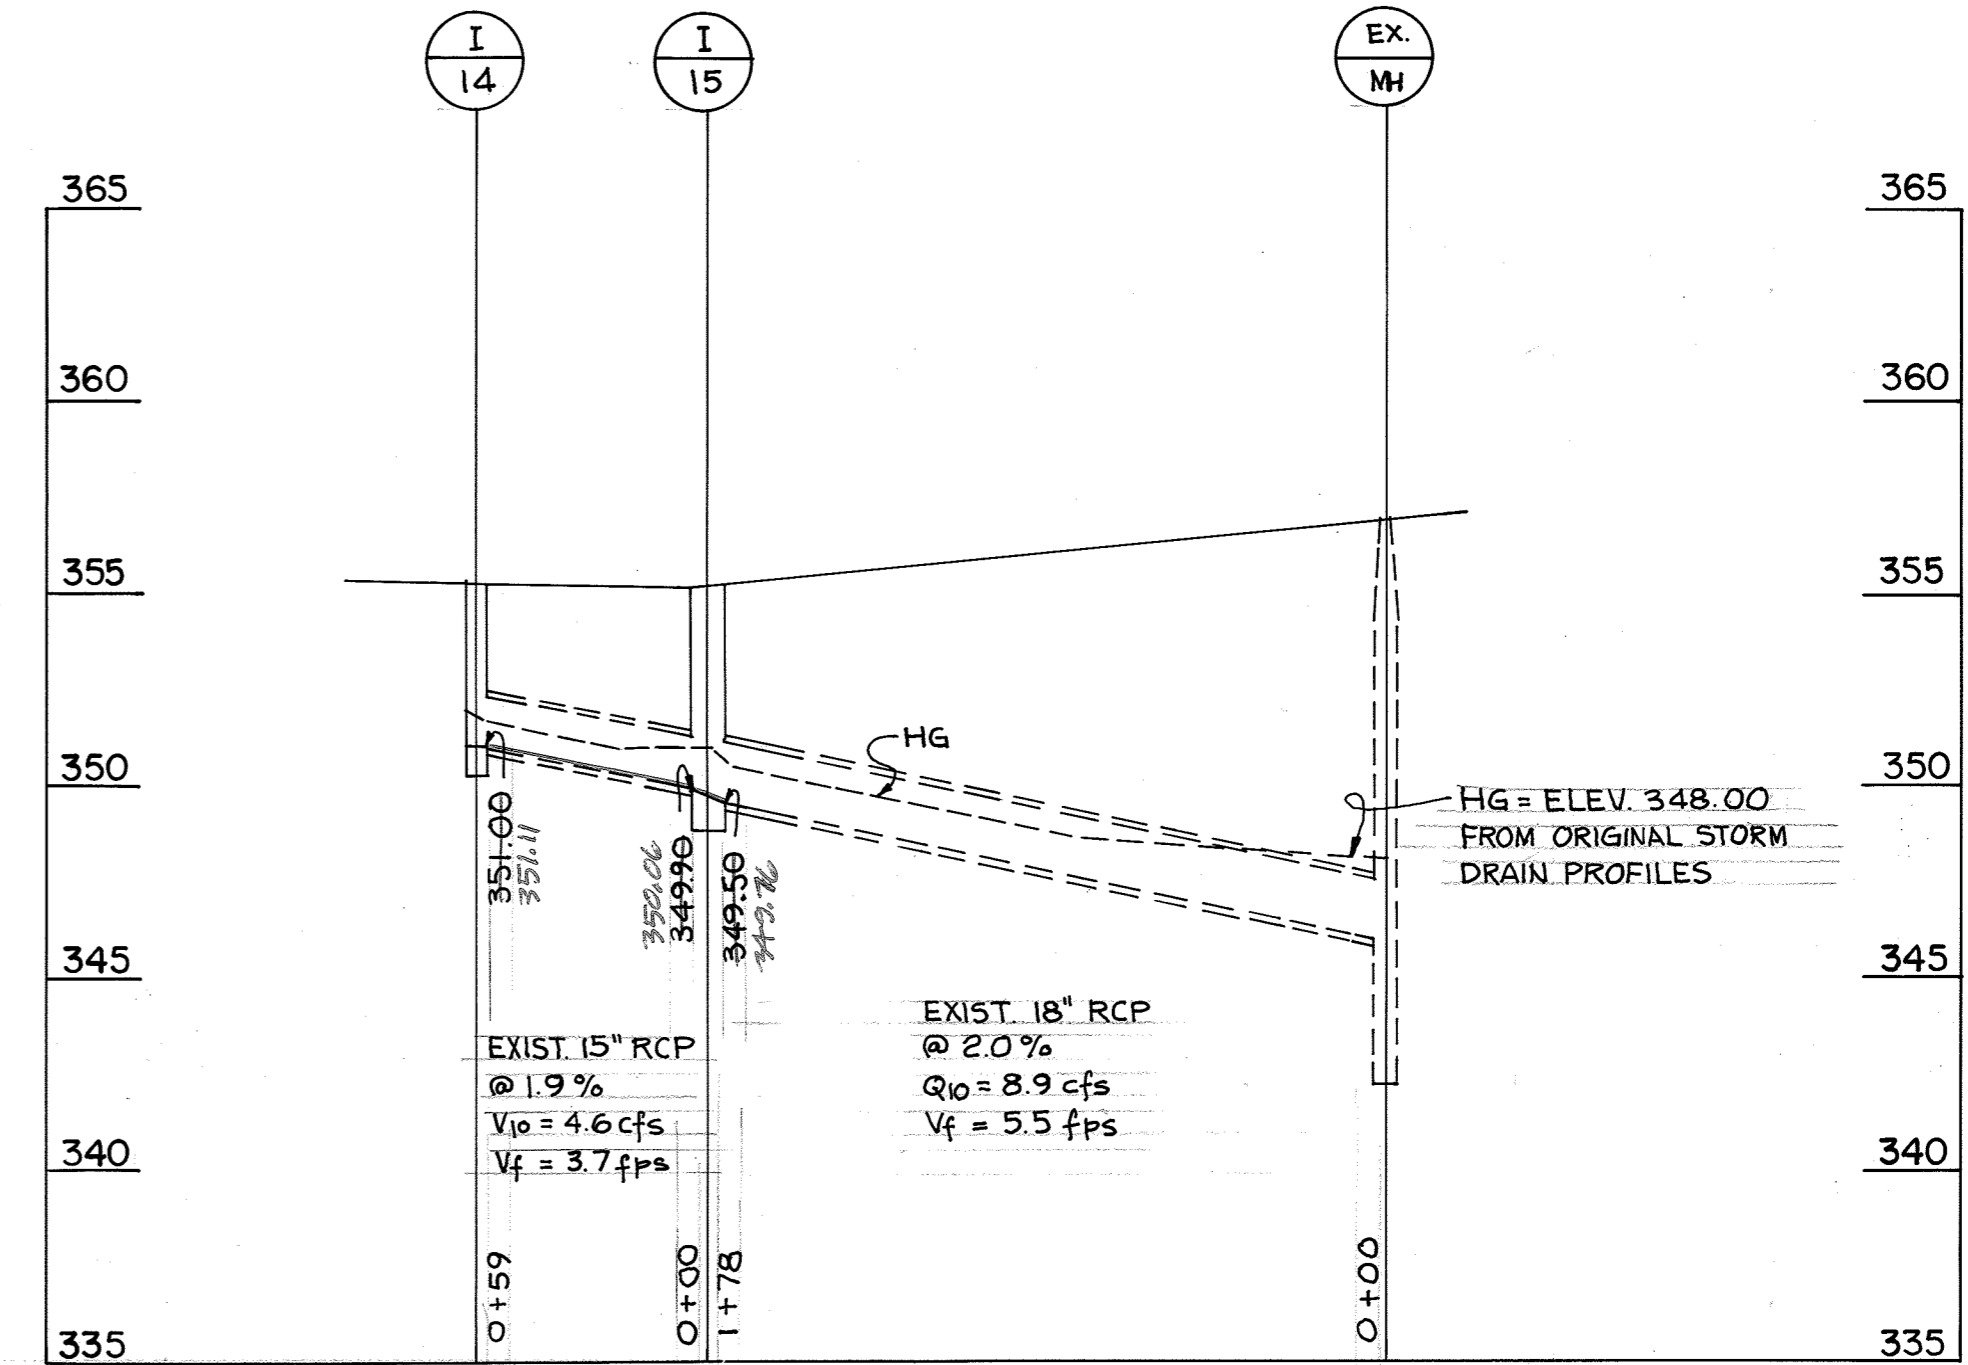 I
14
I
15
EX.
MH
365
365
360
360
355
355
350
350
345
345
340
340
335
335
HG
HG = ELEV. 348.00
FROM ORIGINAL STORM
DRAIN PROFILES
351.00
351.11
350.06
349.90
349.50
349.76
EXIST. 15" RCP
@ 1.9 %
V10 = 4.6 cfs
Vf = 3.7 fps
EXIST. 18" RCP
@ 2.0 %
Q10 = 8.9 cfs
Vf = 5.5 fps
0+59
0+00
1+78
0+00